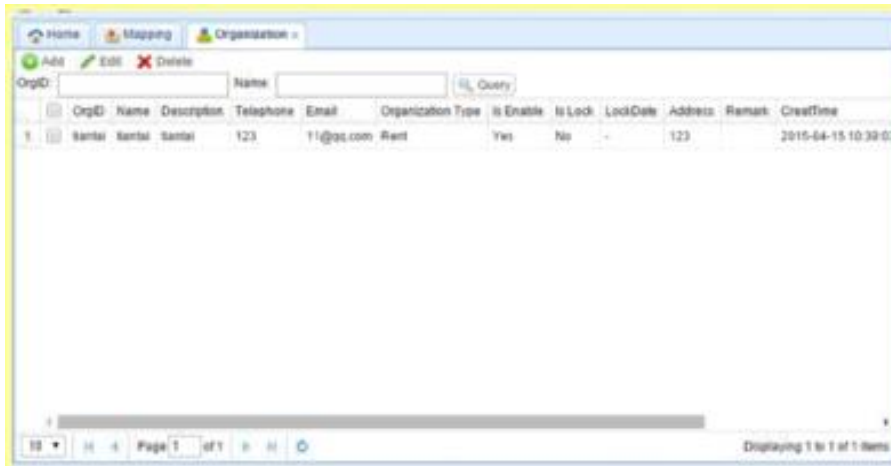 Home Mapping Organization ×
Add Edit Delete
OrgID: Name: Query
OrgID Name Description Telephone Email Organization Type Is Enable Is Lock LockDate Address Remark CreatTime
1 tiantai tiantai tiantai 123 11@qq.com Rent Yes No - 123 2015-04-15 10:39:0
10 Page 1 of 1 Displaying 1 to 1 of 1 items